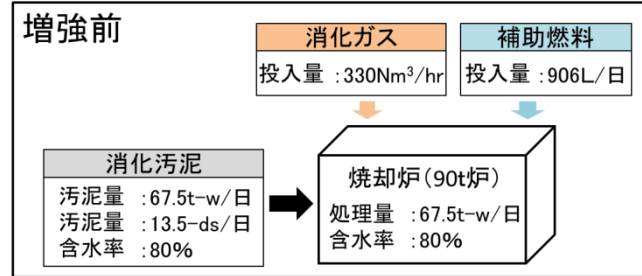 増強前
消化ガス
投入量 :330Nm³/hr
補助燃料
投入量 :906L/日
消化汚泥
汚泥量 :67.5t-w/日
汚泥量 :13.5-ds/日
含水率 :80%
焼却炉(90t炉)
処理量 :67.5t-w/日
含水率 :80%